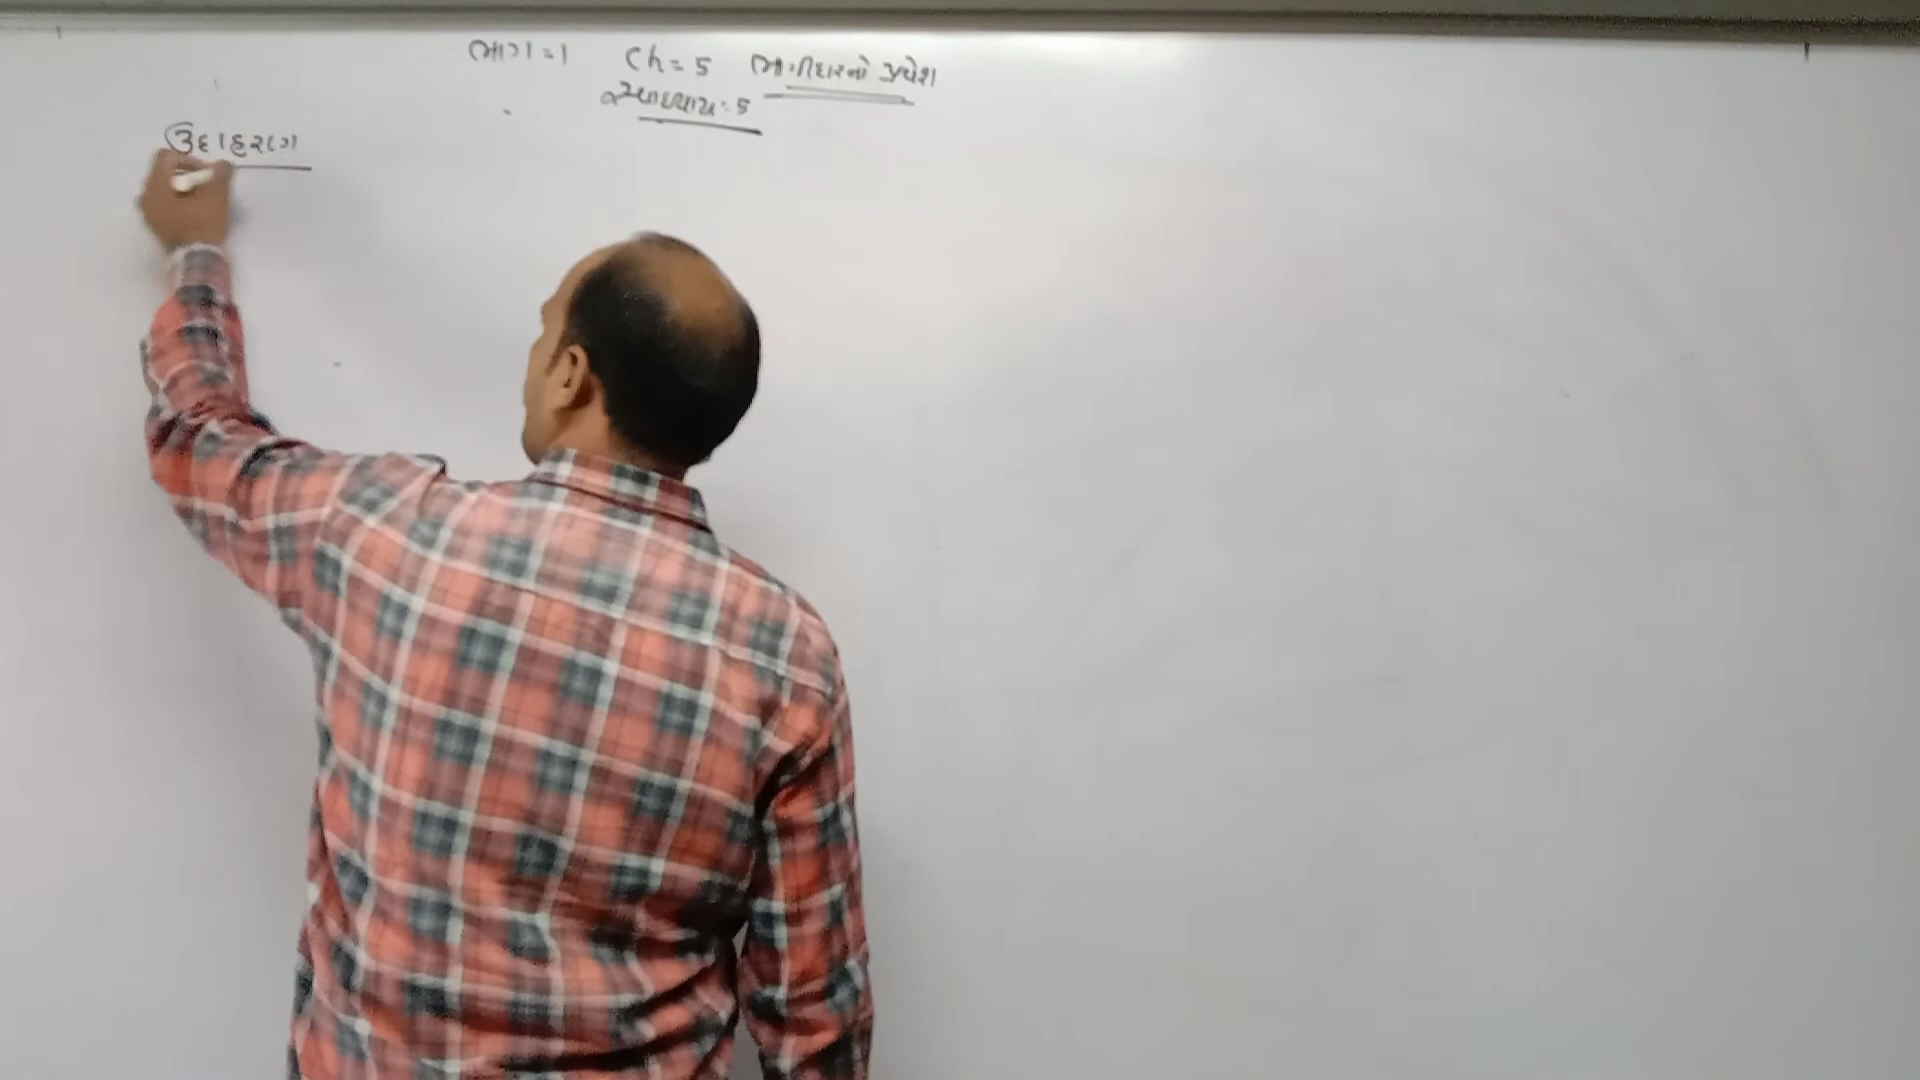 ભાગ = 1 Ch = 5 ભાગીદારનો પ્રવેશ
સ્વાધ્યાય = 5
ઉદાહરણ